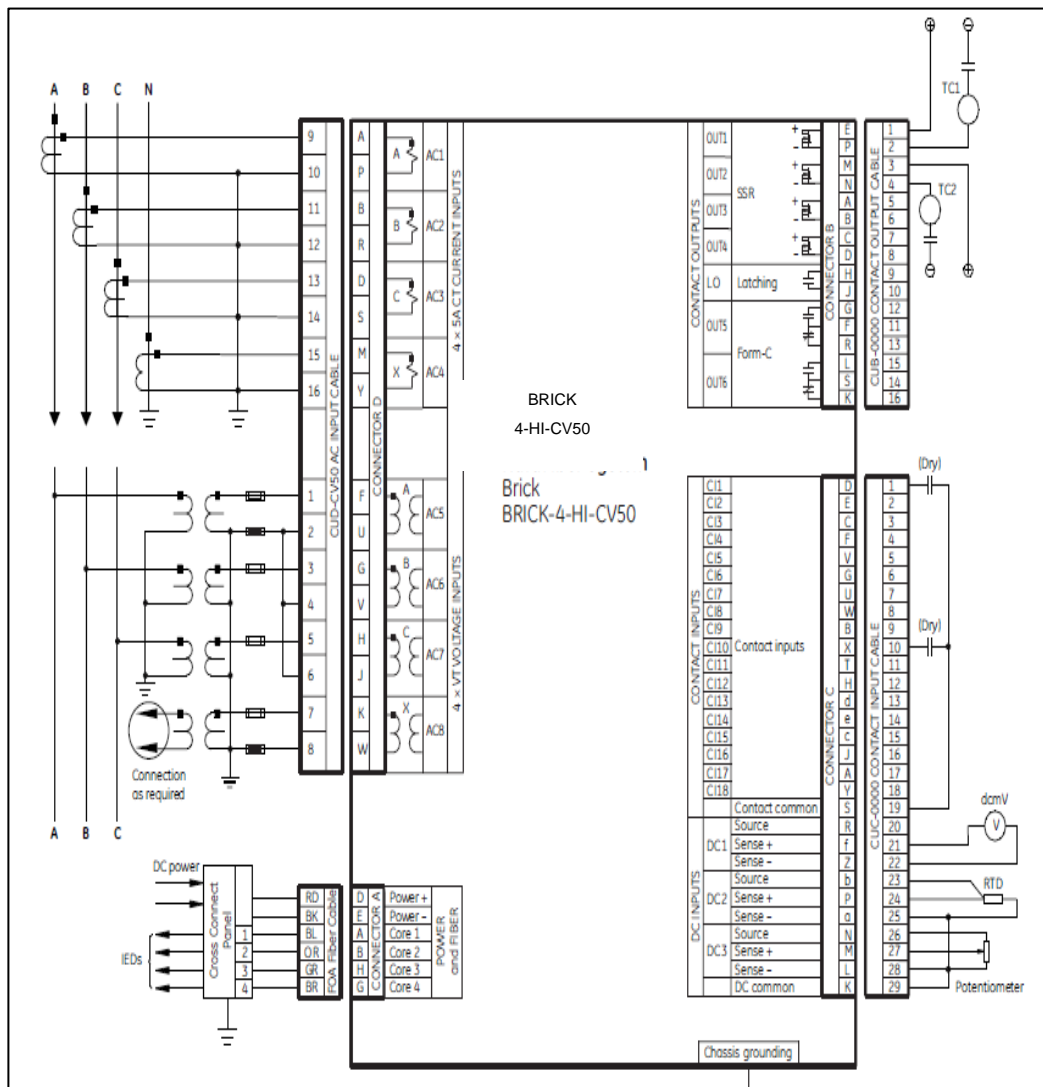 A B C N
9 A
10 P
11 B
12 R
13 D
14 S
15 M
16 Y
A AC1
B AC2
C AC3
X AC4
4 × 5A CT CURRENT INPUTS
CUD-CV50 AC INPUT CABLE
CONNECTOR D
1 F
2 U
3 G
4 V
5 H
6 J
7 K
8 W
A AC5
B AC6
C AC7
X AC8
4 × VT VOLTAGE INPUTS
Connection
as required
A B C
DC power
IEDs
Cross Connect
Panel
1
2
3
4
RD D Power +
BK E Power –
BL A Core 1
OR B Core 2
GR H Core 3
BR G Core 4
FOA Fiber Cable
CONNECTOR A
POWER
and FIBER
BRICK
4-HI-CV50
Brick
BRICK-4-HI-CV50
CONTACT OUTPUTS
OUT1
OUT2
OUT3
OUT4
SSR
LO Latching
OUT5
OUT6
Form-C
+
–
+
–
+
–
+
–
CONNECTOR B
CUB-0000 CONTACT OUTPUT CABLE
E 1
P 2
M 3
N 4
A 5
B 6
C 7
D 8
H 9
J 10
G 12
F 11
R 13
L 15
S 14
K 16
TC1
TC2
CONTACT INPUTS
Contact inputs
CONNECTOR C
CUC-0000 CONTACT INPUT CABLE
CI1 D 1
CI2 E 2
CI3 C 3
CI4 F 4
CI5 V 5
CI6 G 6
CI7 U 7
CI8 W 8
CI9 B 9
CI10 X 10
CI11 T 11
CI12 H 12
CI13 d 13
CI14 e 14
CI15 c 15
CI16 J 16
CI17 A 17
CI18 Y 18
Contact common S 19
DC INPUTS
DC1
Source R 20
Sense + f 21
Sense – Z 22
DC2
Source b 23
Sense + P 24
Sense – a 25
DC3
Source N 26
Sense + M 27
Sense – L 28
DC common K 29
(Dry)
(Dry)
dcmV
V
RTD
Potentiometer
Chassis grounding